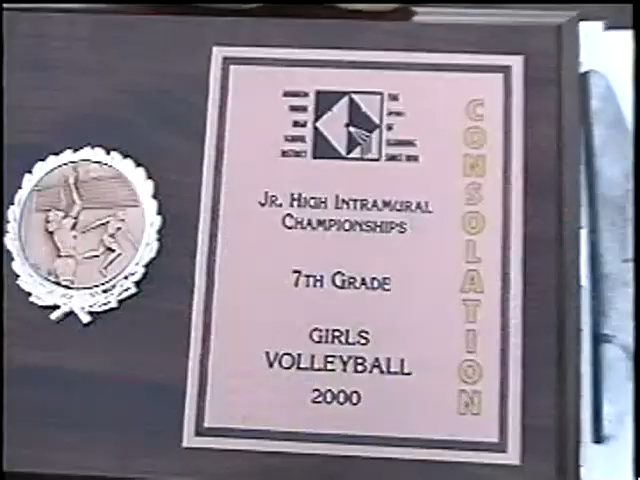 JR. HIGH INTRAMURAL
CHAMPIONSHIPS
7TH GRADE
GIRLS
VOLLEYBALL
2000
CONSOLATION